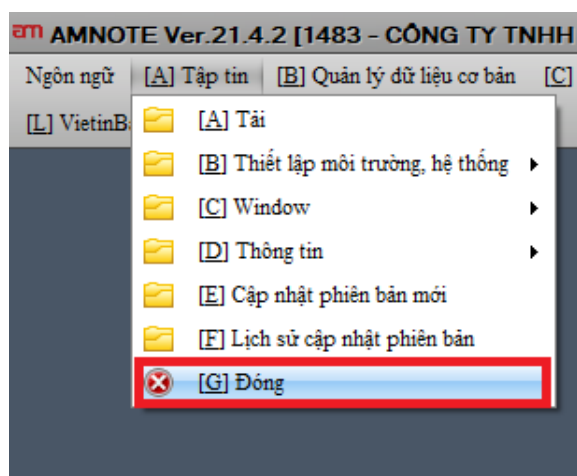 am AMNOTE Ver.21.4.2 [1483 - CÔNG TY TNHH
Ngôn ngữ [A] Tập tin [B] Quản lý dữ liệu cơ bản [C]
[L] VietinB
[A] Tải
[B] Thiết lập môi trường, hệ thống
[C] Window
[D] Thông tin
[E] Cập nhật phiên bản mới
[F] Lịch sử cập nhật phiên bản
[G] Đóng